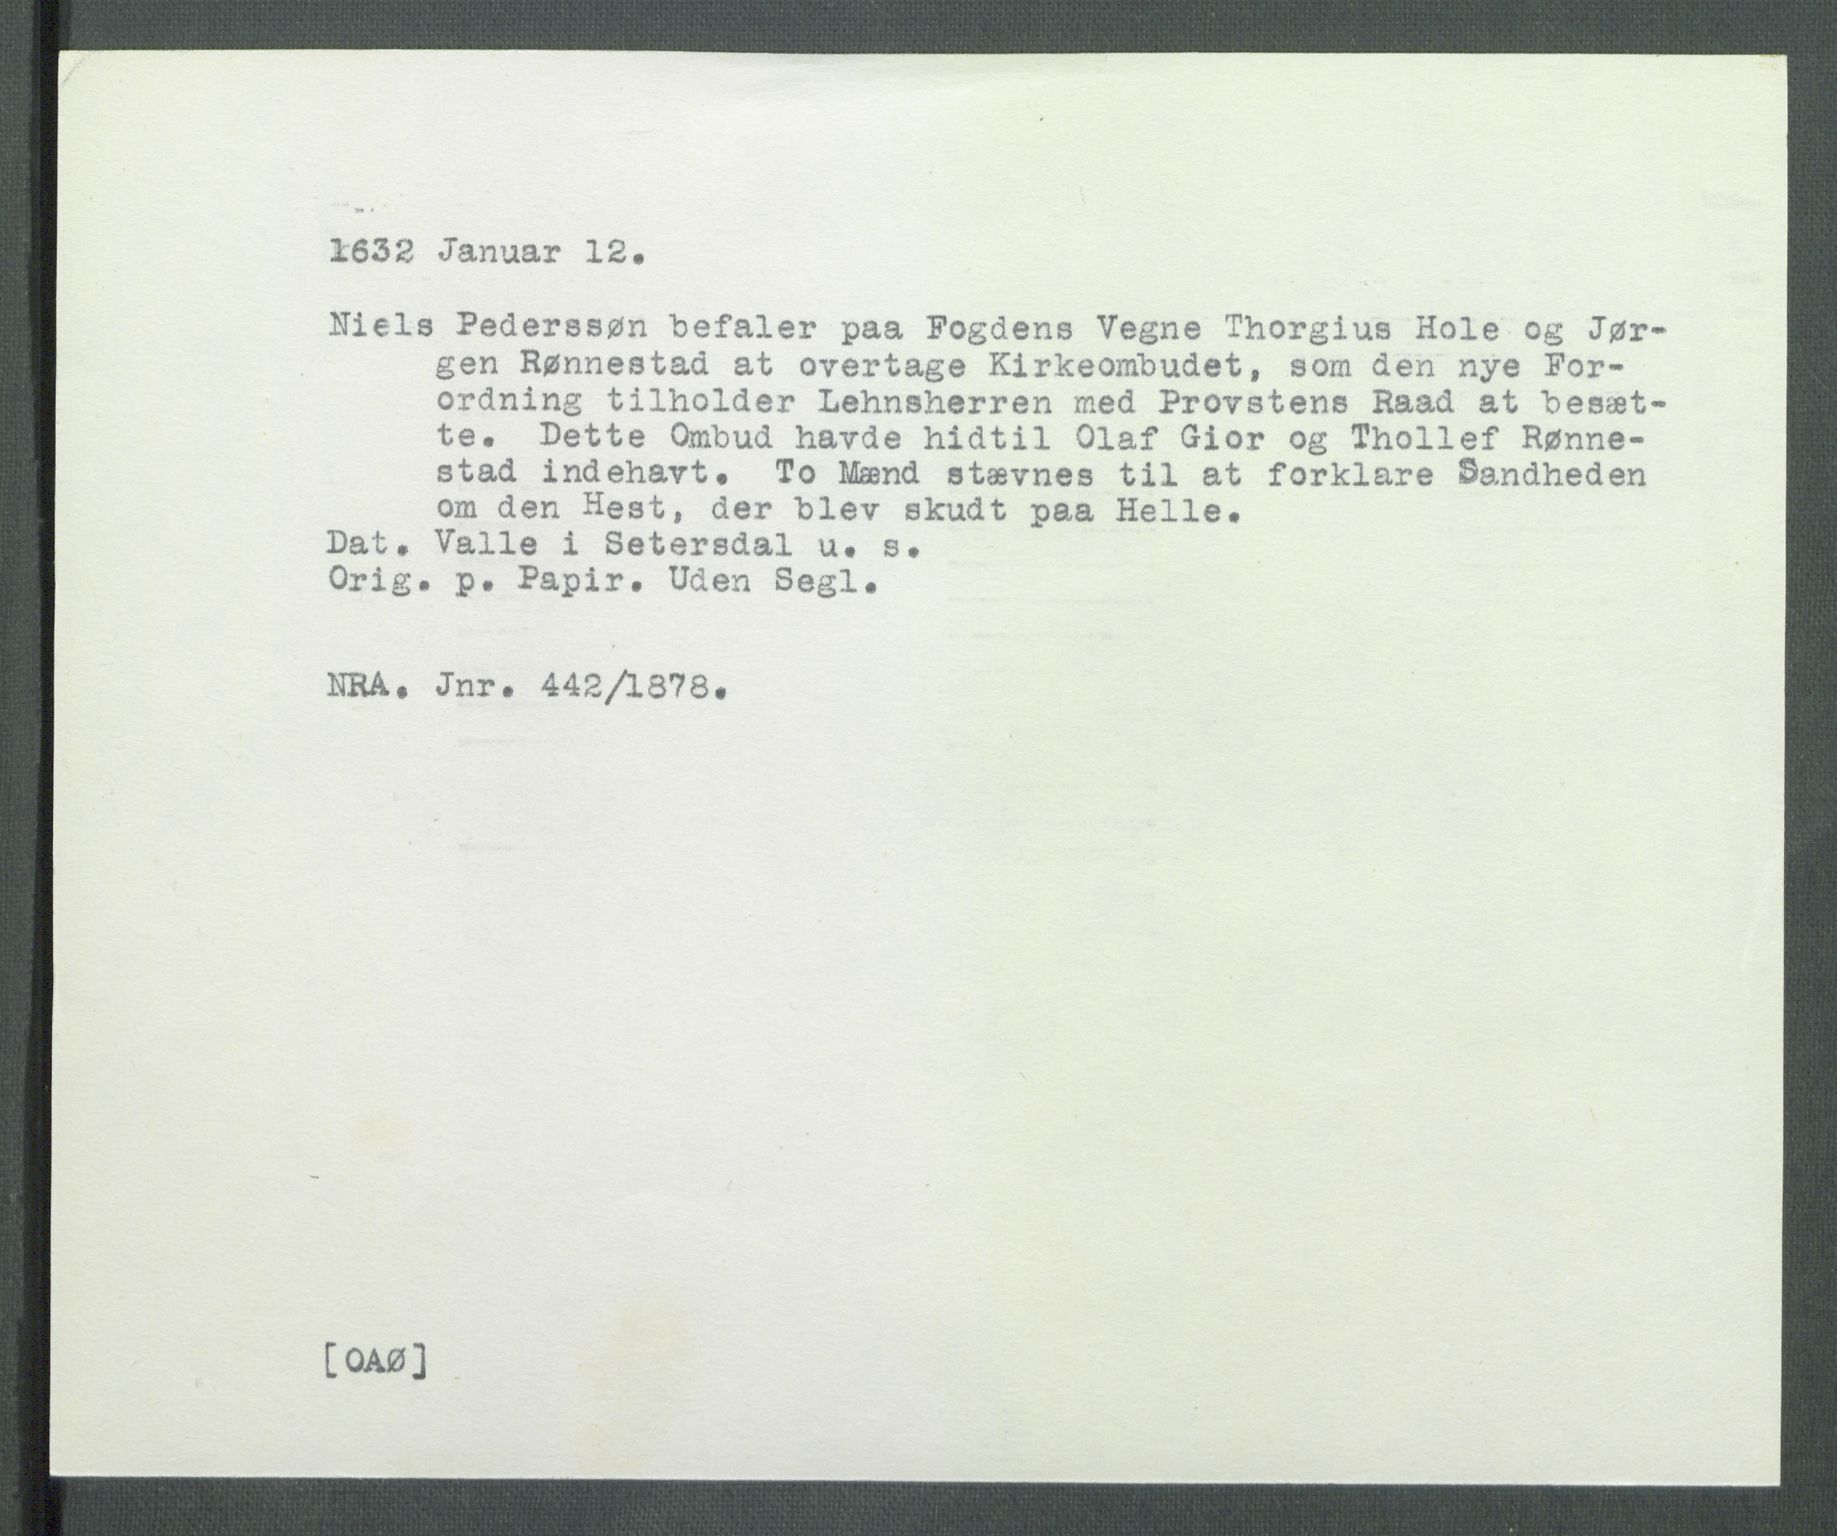 1632 Januar 12.
Niels Pederssøn befaler paa Fogdens Vegne Thorgius Hole og Jør-
gen Rønnestad at overtage Kirkeombudet, som den nye For-
ordning tilholder Lehnsherren med Provstens Raad at besæt-
te. Dette Ombud havde hidtil Olaf Gior og Thollef Rønne-
stad indehavt. To Mænd stævnes til at forklare Sandheden
om den Hest, der blev skudt paa Helle.
Dat. Valle i Setersdal u. s.
Orig. p. Papir. Uden Segl.
NRA. Jnr. 442/1878.
[OAØ]